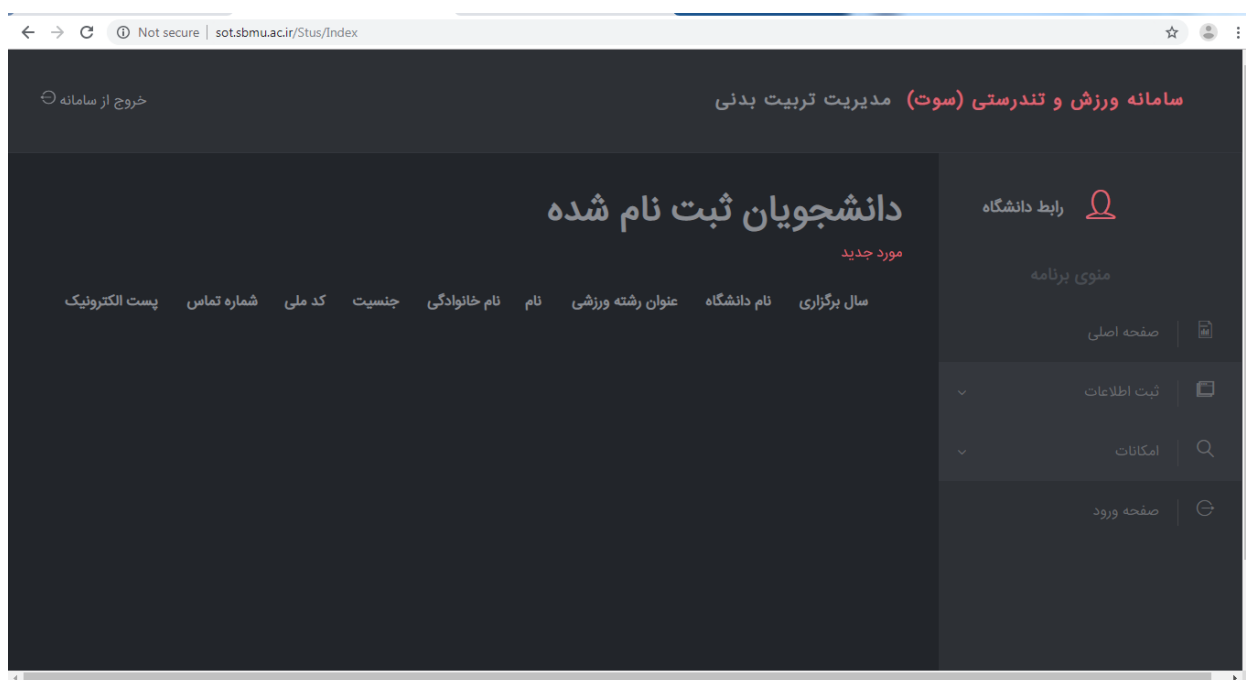 Not secure | sot.sbmu.ac.ir/Stus/Index
سامانه ورزش و تندرستی (سوت) مدیریت تربیت بدنی
خروج از سامانه
رابط دانشگاه
منوی برنامه
صفحه اصلی
ثبت اطلاعات
امکانات
صفحه ورود
دانشجویان ثبت نام شده
مورد جدید
سال برگزاری نام دانشگاه عنوان رشته ورزشی نام نام خانوادگی جنسیت کد ملی شماره تماس پست الکترونیک